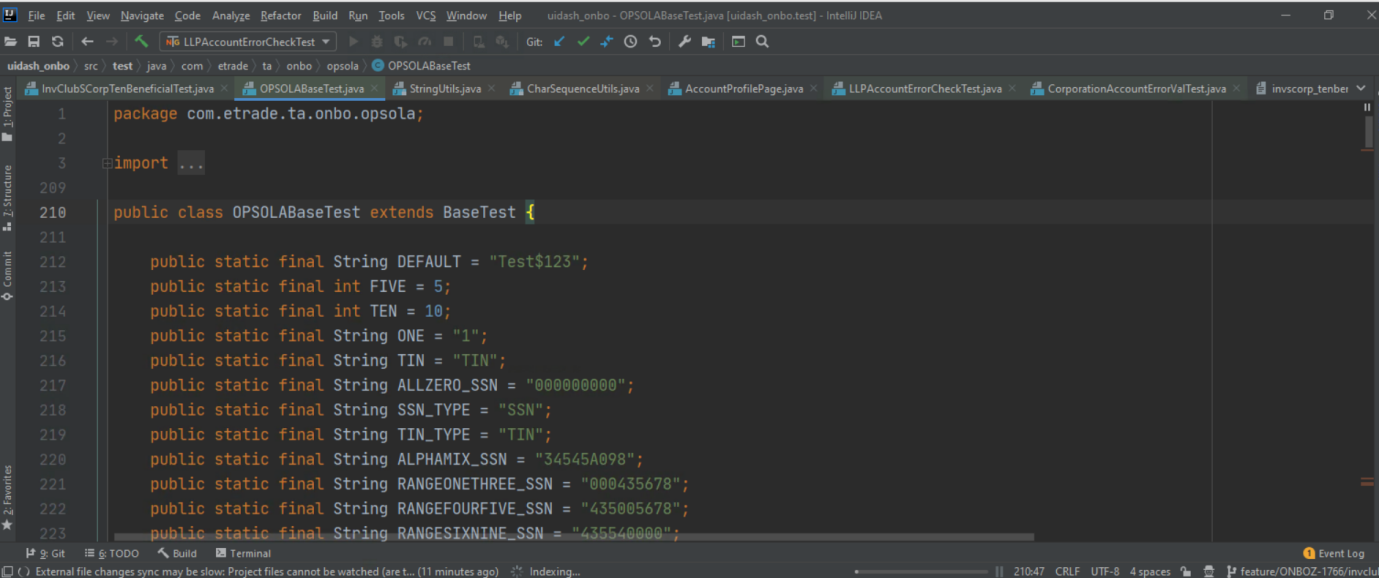 File Edit View Navigate Code Analyze Refactor Build Run Tools VCS Window Help uidash_onbo - OPSOLABaseTest.java [uidash_onbo.test] - IntelliJ IDEA
LLPAccountErrorCheckTest Git:
uidash_onbo src test java com etrade ta onbo opsola OPSOLABaseTest
InvClubSCorpTenBeneficialTest.java OPSOLABaseTest.java StringUtils.java CharSequenceUtils.java AccountProfilePage.java LLPAccountErrorCheckTest.java CorporationAccountErrorValTest.java invscorp_tenber
1: Project
7: Structure
Commit
2: Favorites
1 package com.etrade.ta.onbo.opsola;
2
3 import ...
209
210 public class OPSOLABaseTest extends BaseTest {
211
212 public static final String DEFAULT = "Test$123";
213 public static final int FIVE = 5;
214 public static final int TEN = 10;
215 public static final String ONE = "1";
216 public static final String TIN = "TIN";
217 public static final String ALLZERO_SSN = "000000000";
218 public static final String SSN_TYPE = "SSN";
219 public static final String TIN_TYPE = "TIN";
220 public static final String ALPHAMIX_SSN = "34545A098";
221 public static final String RANGEONETHREE_SSN = "000435678";
222 public static final String RANGEFOURFIVE_SSN = "435005678";
223 public static final String RANGESIXNINE_SSN = "435540000";
9: Git 6: TODO Build Terminal 1 Event Log
External file changes sync may be slow: Project files cannot be watched (are t... (11 minutes ago) Indexing... 210:47 CRLF UTF-8 4 spaces feature/ONBOZ-1766/invclu